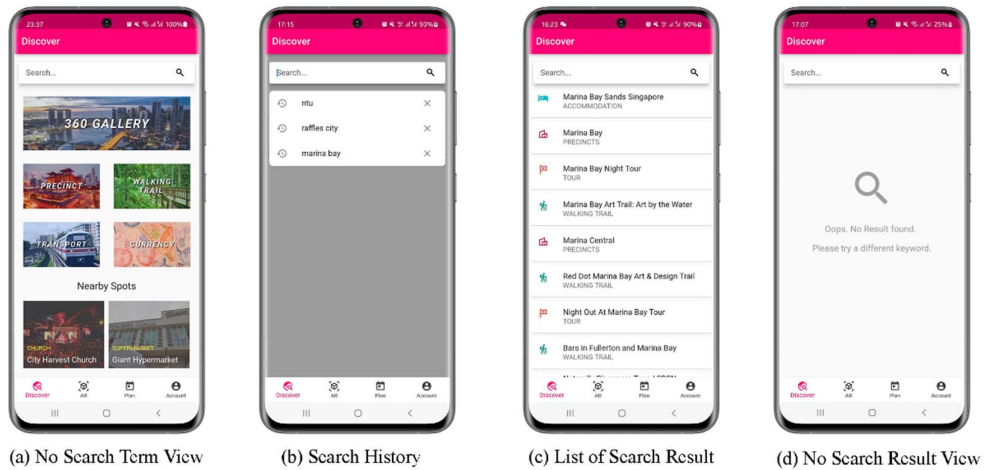 23:37
100%
Discover
Search...
360 GALLERY
PRECINCT
WALKING
TRAIL
TRANSPORT
CURRENCY
Nearby Spots
CHURCH
City Harvest Church
SUPERMARKET
Giant Hypermarket
Discover
AR
Plan
Account
(a) No Search Term View
17:15
93%
Discover
Search...
ntu
raffles city
marina bay
Discover
AR
Plan
Account
(b) Search History
16:23
90%
Discover
Search...
Marina Bay Sands Singapore
ACCOMMODATION
Marina Bay
PRECINCTS
Marina Bay Night Tour
TOUR
Marina Bay Art Trail: Art by the Water
WALKING TRAIL
Marina Central
PRECINCTS
Red Dot Marina Bay Art & Design Trail
WALKING TRAIL
Night Out At Marina Bay Tour
TOUR
Bars in Fullerton and Marina Bay
WALKING TRAIL
Discover
AR
Plan
Account
(c) List of Search Result
17:07
25%
Discover
Search...
Oops. No Result found.
Please try a different keyword.
Discover
AR
Plan
Account
(d) No Search Result View